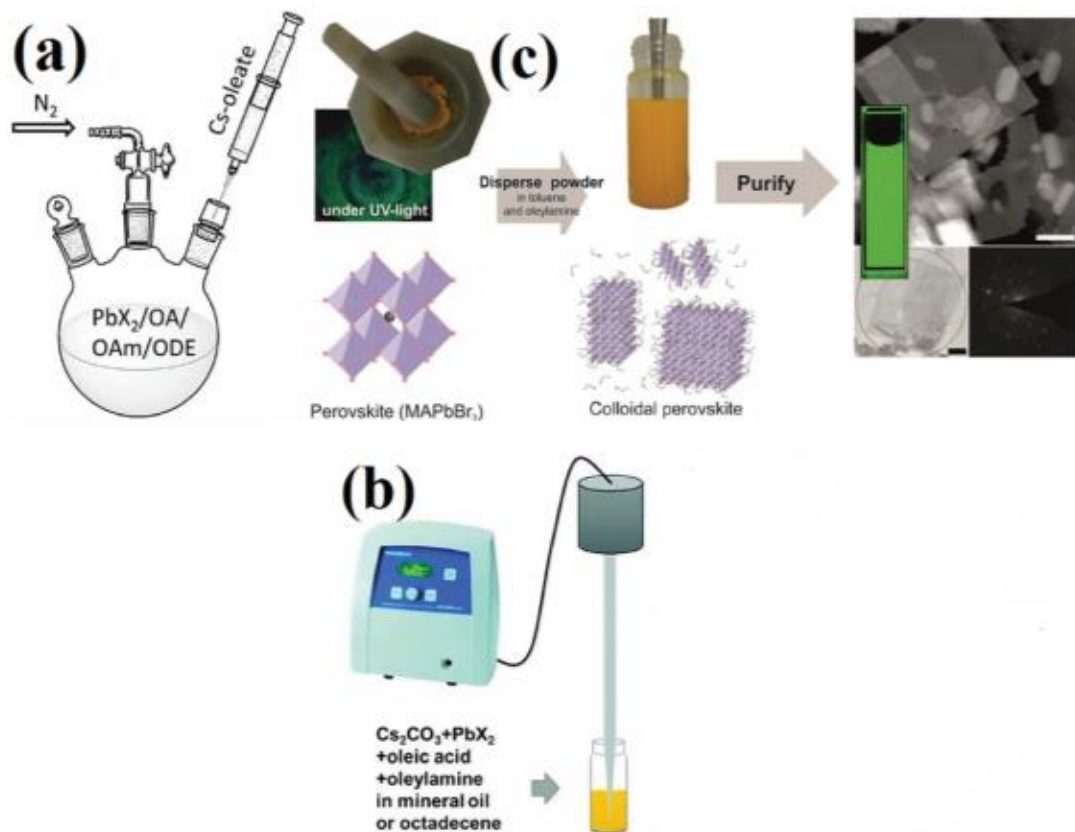 (a)
N₂
Cs-oleate
PbX₂/OA/
OAm/ODE
(c)
under UV-light
Disperse powder
in toluene
and oleylamine
Purify
Perovskite (MAPbBr₃)
Colloidal perovskite
(b)
Cs₂CO₃+PbX₂
+oleic acid
+oleylamine
in mineral oil
or octadecene